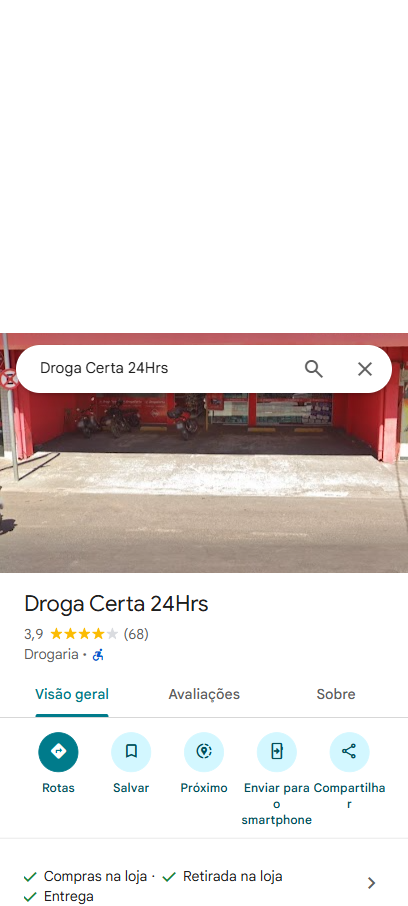 Droga Certa 24Hrs
Droga Certa 24Hrs
3,9 (68)
Drogaria ·
Visão geral Avaliações Sobre
Rotas Salvar Próximo Enviar para o smartphone Compartilhar
Compras na loja · Retirada na loja
Entrega